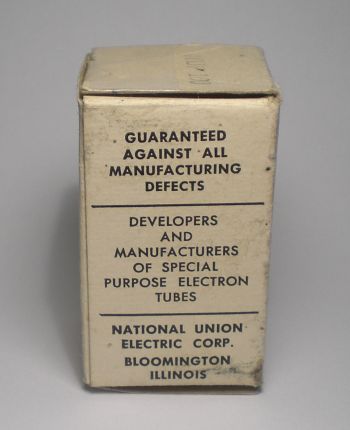 GUARANTEED
AGAINST ALL
MANUFACTURING
DEFECTS
DEVELOPERS
AND
MANUFACTURERS
OF SPECIAL
PURPOSE ELECTRON
TUBES
NATIONAL UNION
ELECTRIC CORP.
BLOOMINGTON
ILLINOIS